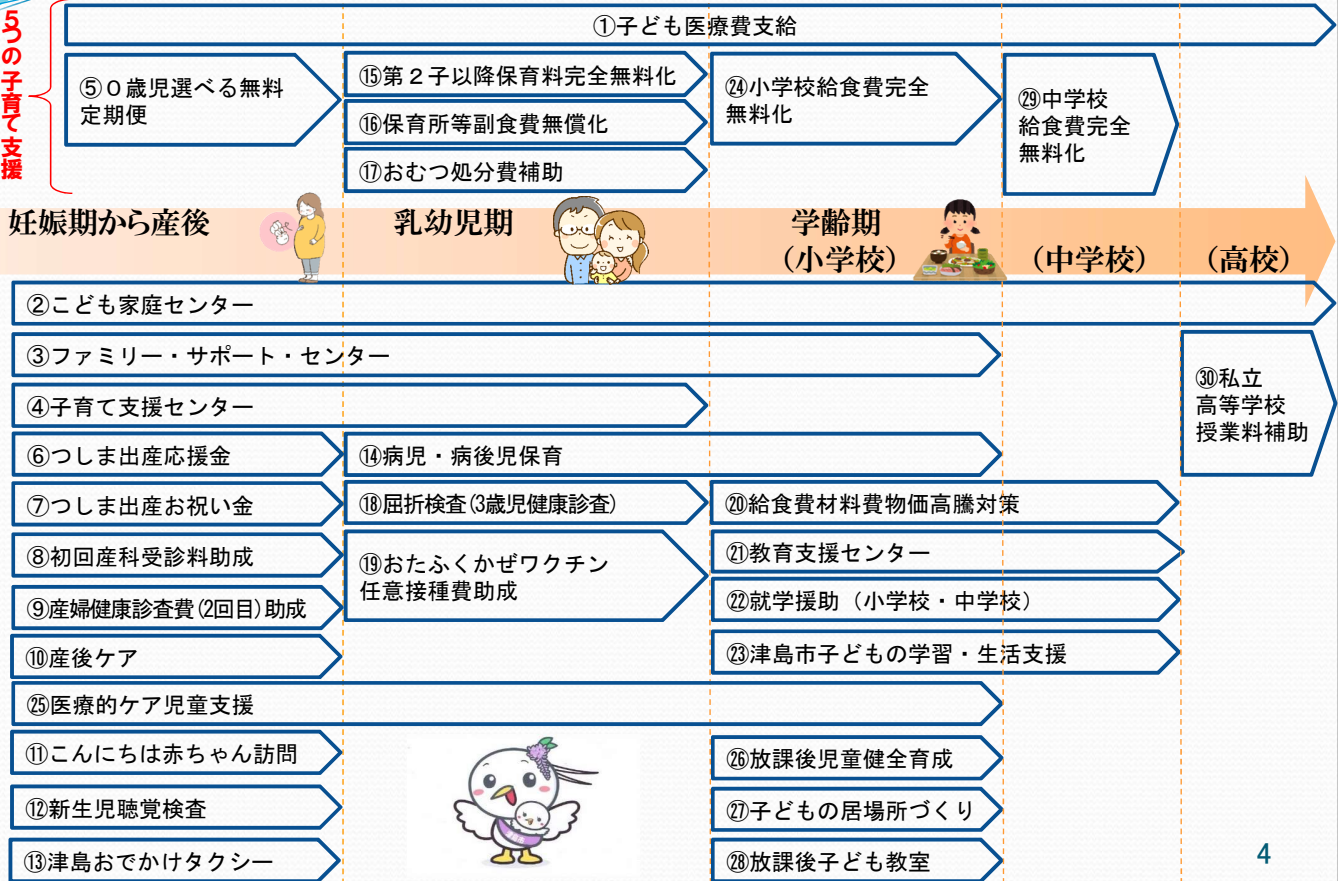 5つの子育て支援
①子ども医療費支給
⑤０歳児選べる無料
定期便
⑮第２子以降保育料完全無料化
⑯保育所等副食費無償化
⑰おむつ処分費補助
㉔小学校給食費完全
無料化
㉙中学校
給食費完全
無料化
妊娠期から産後
乳幼児期
学齢期
（小学校）
（中学校）
（高校）
②こども家庭センター
③ファミリー・サポート・センター
④子育て支援センター
㉚私立
高等学校
授業料補助
⑥つしま出産応援金
⑭病児・病後児保育
⑦つしま出産お祝い金
⑱屈折検査(3歳児健康診査)
⑳給食費材料費物価高騰対策
⑧初回産科受診料助成
⑲おたふくかぜワクチン
任意接種費助成
㉑教育支援センター
⑨産婦健康診査費(2回目)助成
㉒就学援助（小学校・中学校）
⑩産後ケア
㉓津島市子どもの学習・生活支援
㉕医療的ケア児童支援
⑪こんにちは赤ちゃん訪問
㉖放課後児童健全育成
⑫新生児聴覚検査
㉗子どもの居場所づくり
⑬津島おでかけタクシー
㉘放課後子ども教室
4